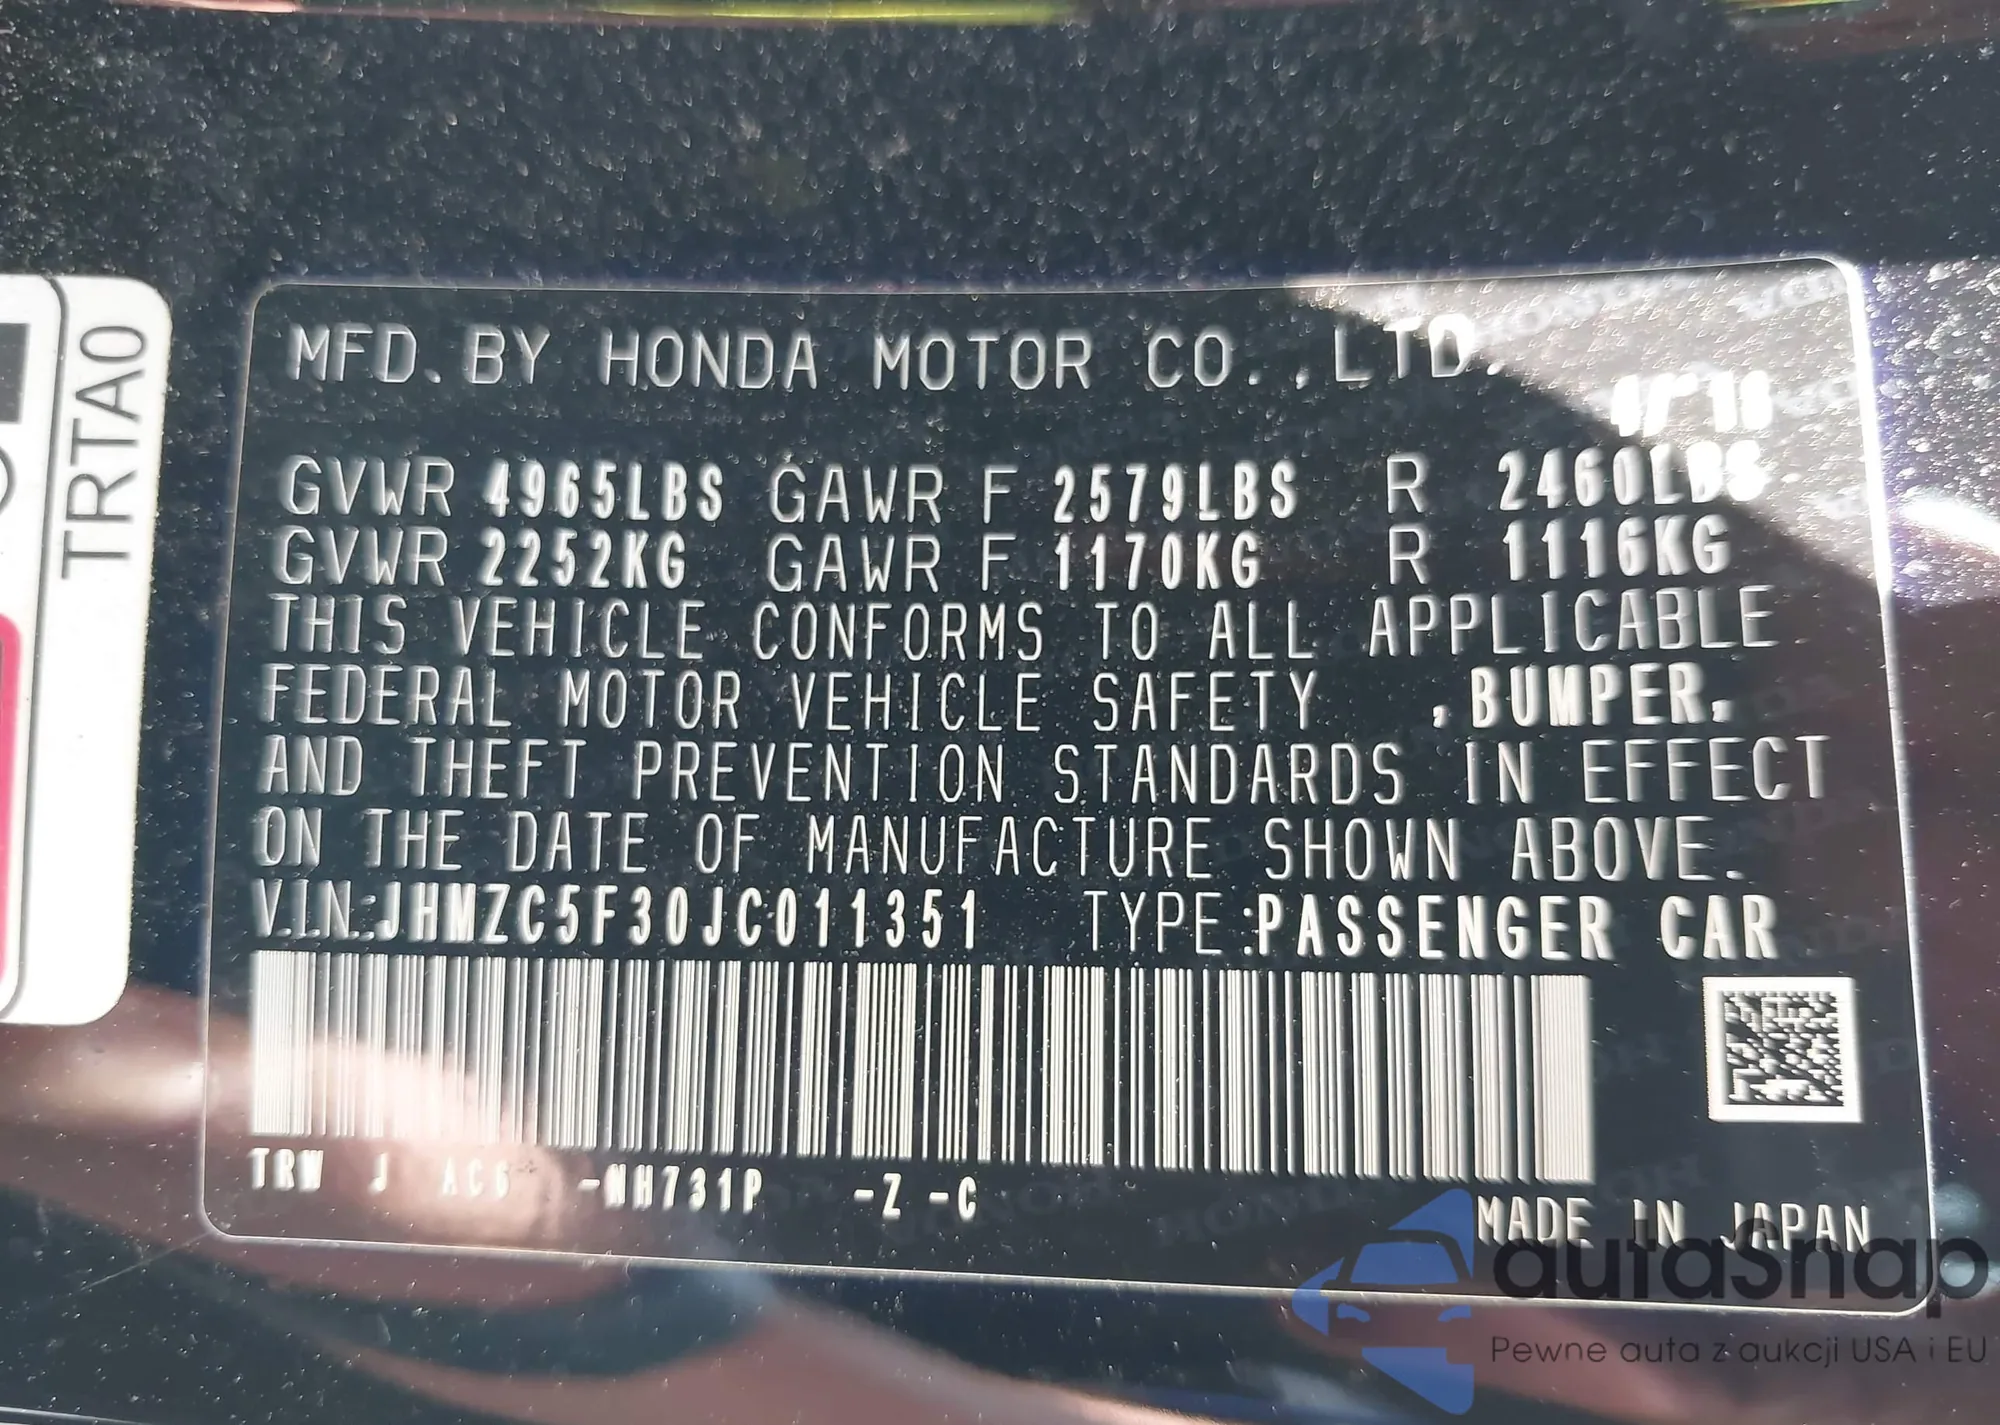 TRTA0
MFD. BY HONDA MOTOR CO.,LTD.
GVWR 4965LBS GAWR F 2579LBS R 2460LBS
GVWR 2252KG GAWR F 1170KG R 1116KG
THIS VEHICLE CONFORMS TO ALL APPLICABLE
FEDERAL MOTOR VEHICLE SAFETY ,BUMPER,
AND THEFT PREVENTION STANDARDS IN EFFECT
ON THE DATE OF MANUFACTURE SHOWN ABOVE.
V.I.N.:JHMZC5F30JC011351 TYPE:PASSENGER CAR
TRW J AC6 -NH731P -Z -C
MADE IN JAPAN
autaSnap
Pewne auta z aukcji USA i EU